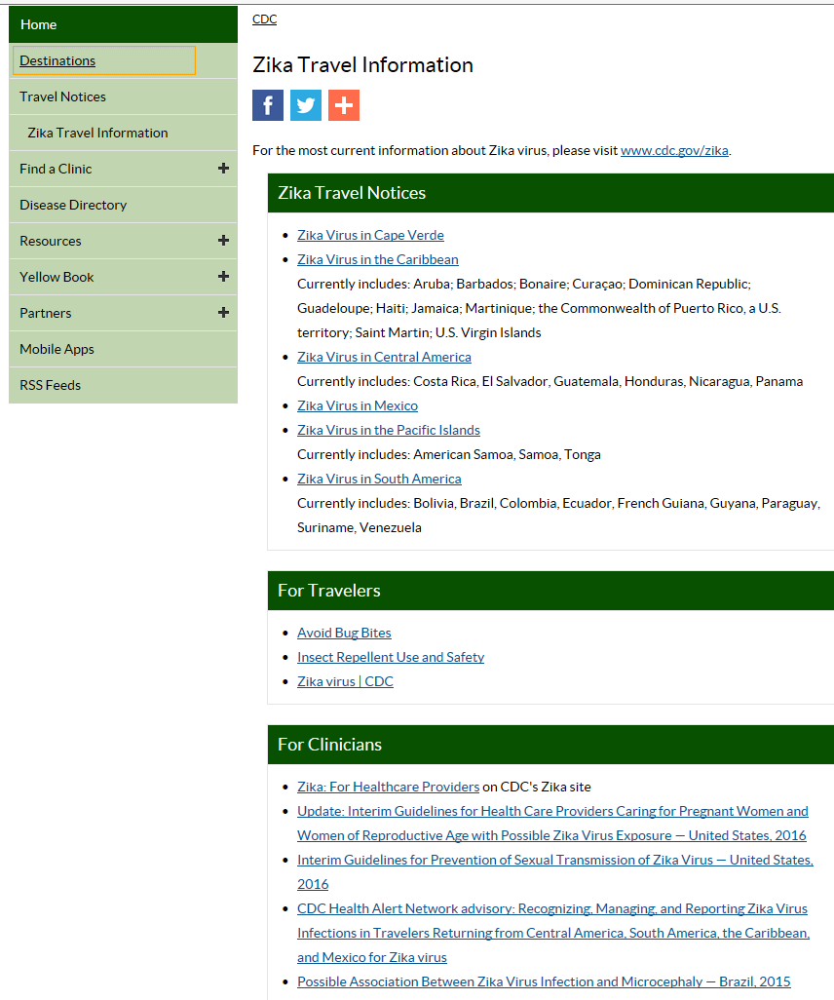 Home
Destinations
Travel Notices
Zika Travel Information
Find a Clinic
Disease Directory
Resources
Yellow Book
Partners
Mobile Apps
RSS Feeds
CDC
Zika Travel Information
For the most current information about Zika virus, please visit www.cdc.gov/zika.
Zika Travel Notices
Zika Virus in Cape Verde
Zika Virus in the Caribbean
Currently includes: Aruba; Barbados; Bonaire; Curaçao; Dominican Republic;
Guadeloupe; Haiti; Jamaica; Martinique; the Commonwealth of Puerto Rico, a U.S.
territory; Saint Martin; U.S. Virgin Islands
Zika Virus in Central America
Currently includes: Costa Rica, El Salvador, Guatemala, Honduras, Nicaragua, Panama
Zika Virus in Mexico
Zika Virus in the Pacific Islands
Currently includes: American Samoa, Samoa, Tonga
Zika Virus in South America
Currently includes: Bolivia, Brazil, Colombia, Ecuador, French Guiana, Guyana, Paraguay,
Suriname, Venezuela
For Travelers
Avoid Bug Bites
Insect Repellent Use and Safety
Zika virus | CDC
For Clinicians
Zika: For Healthcare Providers on CDC's Zika site
Update: Interim Guidelines for Health Care Providers Caring for Pregnant Women and
Women of Reproductive Age with Possible Zika Virus Exposure — United States, 2016
Interim Guidelines for Prevention of Sexual Transmission of Zika Virus — United States,
2016
CDC Health Alert Network advisory: Recognizing, Managing, and Reporting Zika Virus
Infections in Travelers Returning from Central America, South America, the Caribbean,
and Mexico for Zika virus
Possible Association Between Zika Virus Infection and Microcephaly — Brazil, 2015